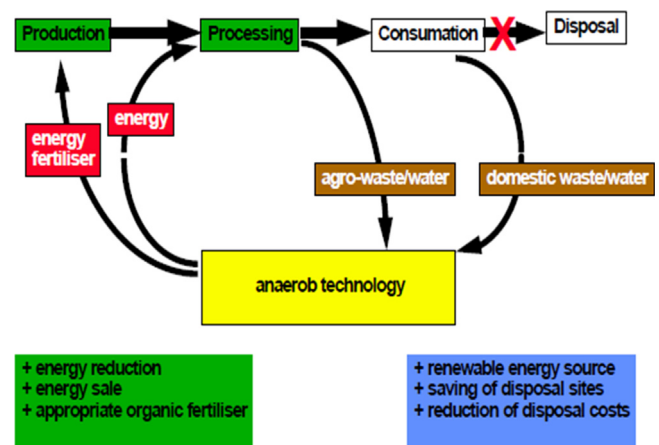 Production
Processing
Consumation
X
Disposal
energy
fertiliser
energy
agro-waste/water
domestic waste/water
anaerob technology
+ energy reduction
+ energy sale
+ appropriate organic fertiliser
+ renewable energy source
+ saving of disposal sites
+ reduction of disposal costs